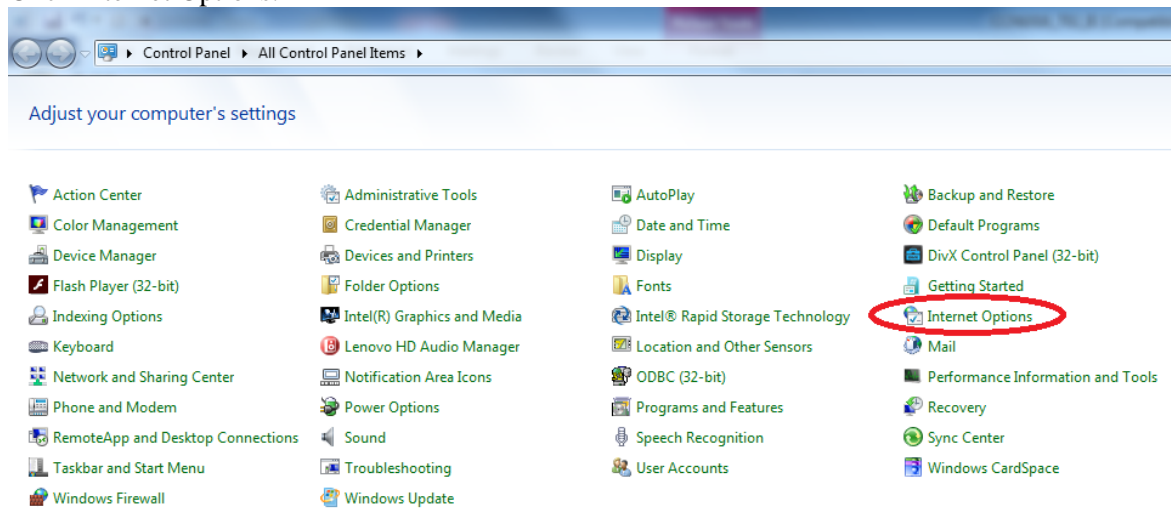 Control Panel All Control Panel Items
Adjust your computer's settings
Action Center Administrative Tools AutoPlay Backup and Restore
Color Management Credential Manager Date and Time Default Programs
Device Manager Devices and Printers Display DivX Control Panel (32-bit)
Flash Player (32-bit) Folder Options Fonts Getting Started
Indexing Options Intel(R) Graphics and Media Intel® Rapid Storage Technology Internet Options
Keyboard Lenovo HD Audio Manager Location and Other Sensors Mail
Network and Sharing Center Notification Area Icons ODBC (32-bit) Performance Information and Tools
Phone and Modem Power Options Programs and Features Recovery
RemoteApp and Desktop Connections Sound Speech Recognition Sync Center
Taskbar and Start Menu Troubleshooting User Accounts Windows CardSpace
Windows Firewall Windows Update